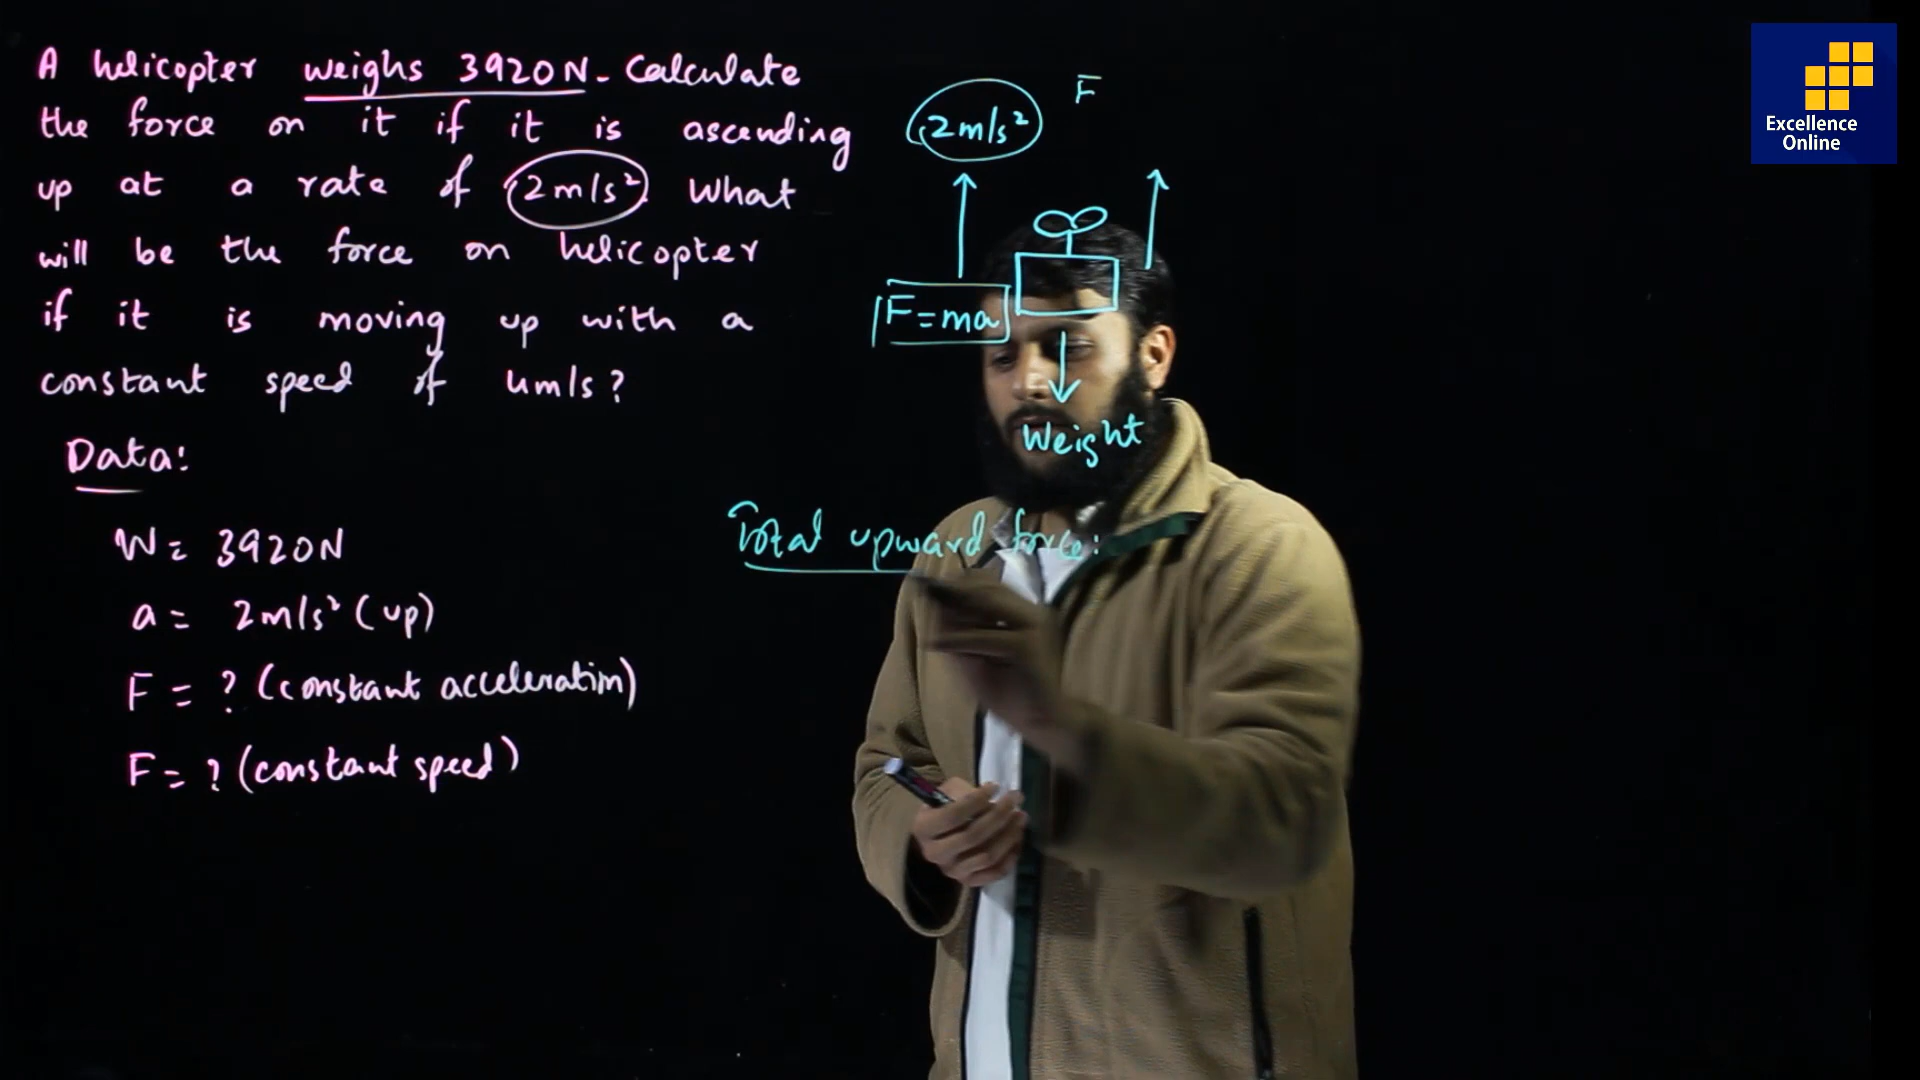 A helicopter weighs 3920N. Calculate
the force on it if it is ascending
up at a rate of 2m/s². What
will be the force on helicopter
if it is moving up with a
constant speed of 4m/s?
Data:
W = 3920N
a = 2m/s² (up)
F = ? (constant acceleration)
F = ? (constant speed)
2m/s²
F
F = ma
Weight
Total upward force:
Excellence
Online